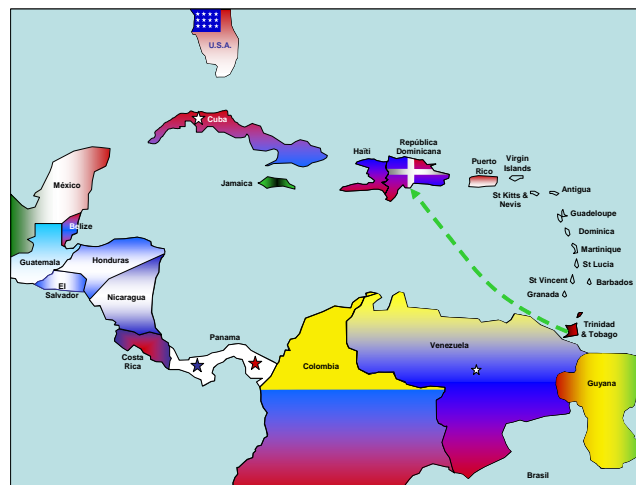 U.S.A.
Cuba
Haïti
República
Dominicana
Puerto
Rico
Virgin
Islands
Jamaica
St Kitts &
Nevis
Antigua
México
Belize
Guadeloupe
Dominica
Martinique
Guatemala
Honduras
St Lucia
El
Salvador
Nicaragua
St Vincent
Barbados
Granada
Trinidad
& Tobago
Panama
Costa
Rica
Venezuela
Colombia
Guyana
Brasil